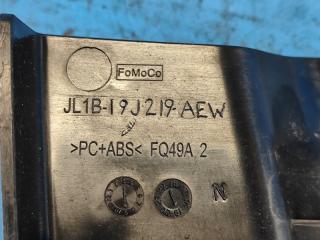 FoMoCo
JL1B-19J219-AEW
>PC+ABS< FQ49A 2
N